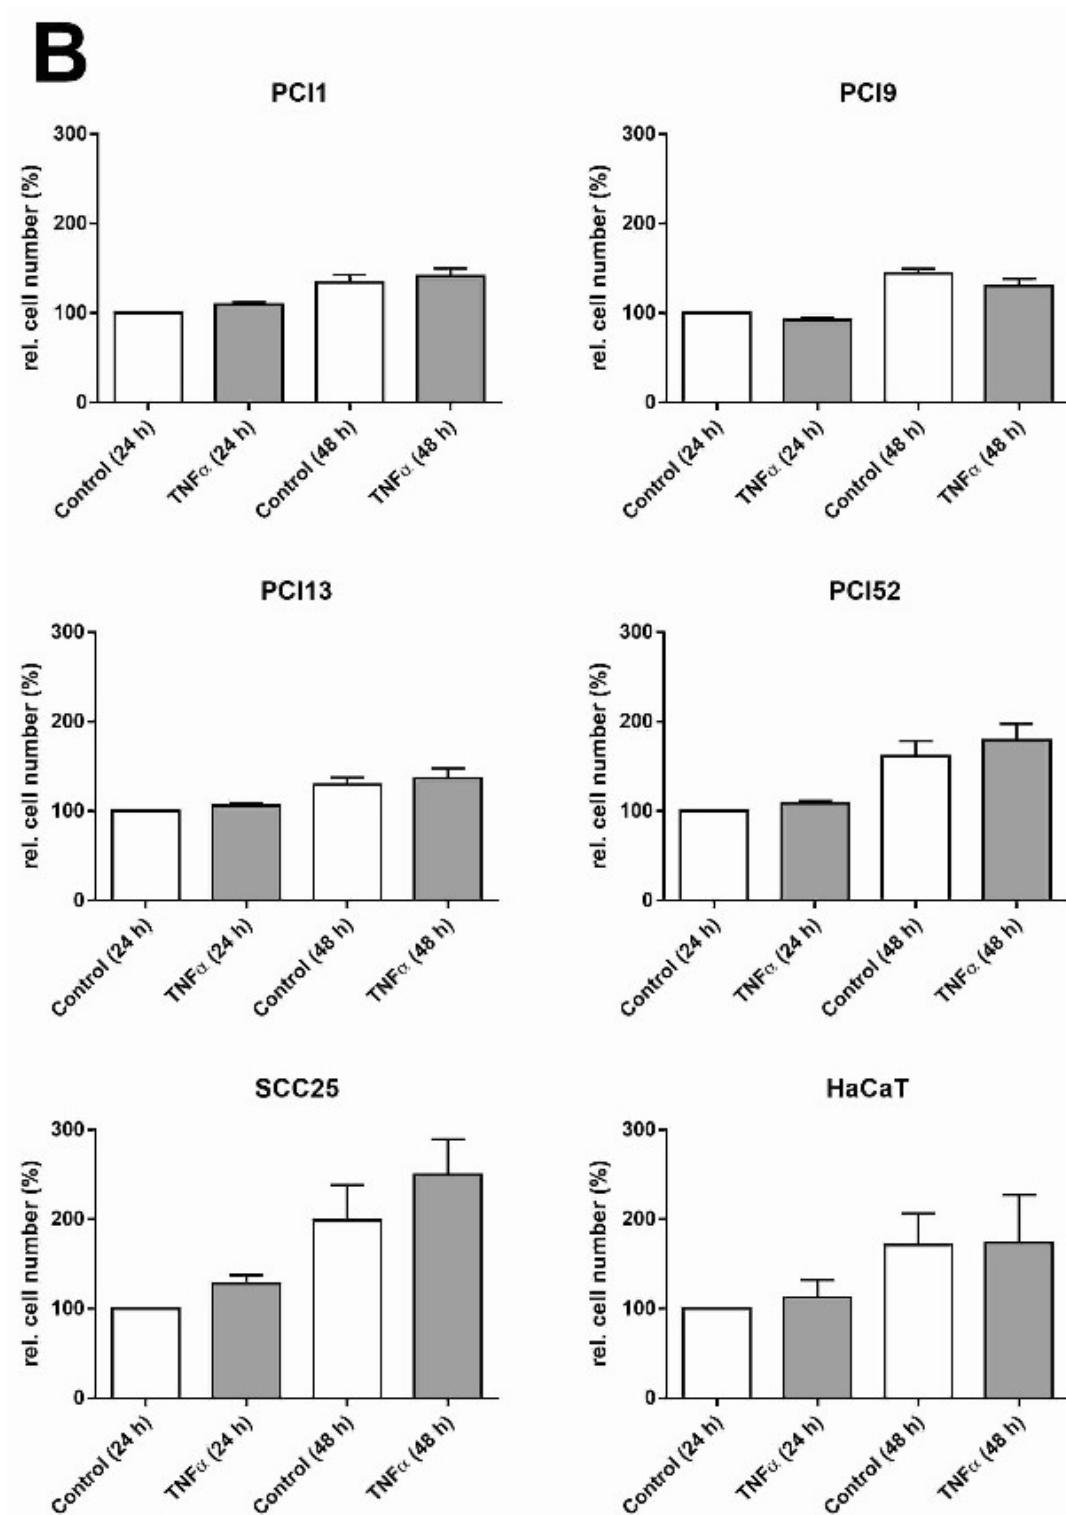 B
PCI1
rel. cell number (%)
300
200
100
0
Control (24 h)
TNFα (24 h)
Control (48 h)
TNFα (48 h)
PCI9
rel. cell number (%)
300
200
100
0
Control (24 h)
TNFα (24 h)
Control (48 h)
TNFα (48 h)
PCI13
rel. cell number (%)
300
200
100
0
Control (24 h)
TNFα (24 h)
Control (48 h)
TNFα (48 h)
PCI52
rel. cell number (%)
300
200
100
0
Control (24 h)
TNFα (24 h)
Control (48 h)
TNFα (48 h)
SCC25
rel. cell number (%)
300
200
100
0
Control (24 h)
TNFα (24 h)
Control (48 h)
TNFα (48 h)
HaCaT
rel. cell number (%)
300
200
100
0
Control (24 h)
TNFα (24 h)
Control (48 h)
TNFα (48 h)